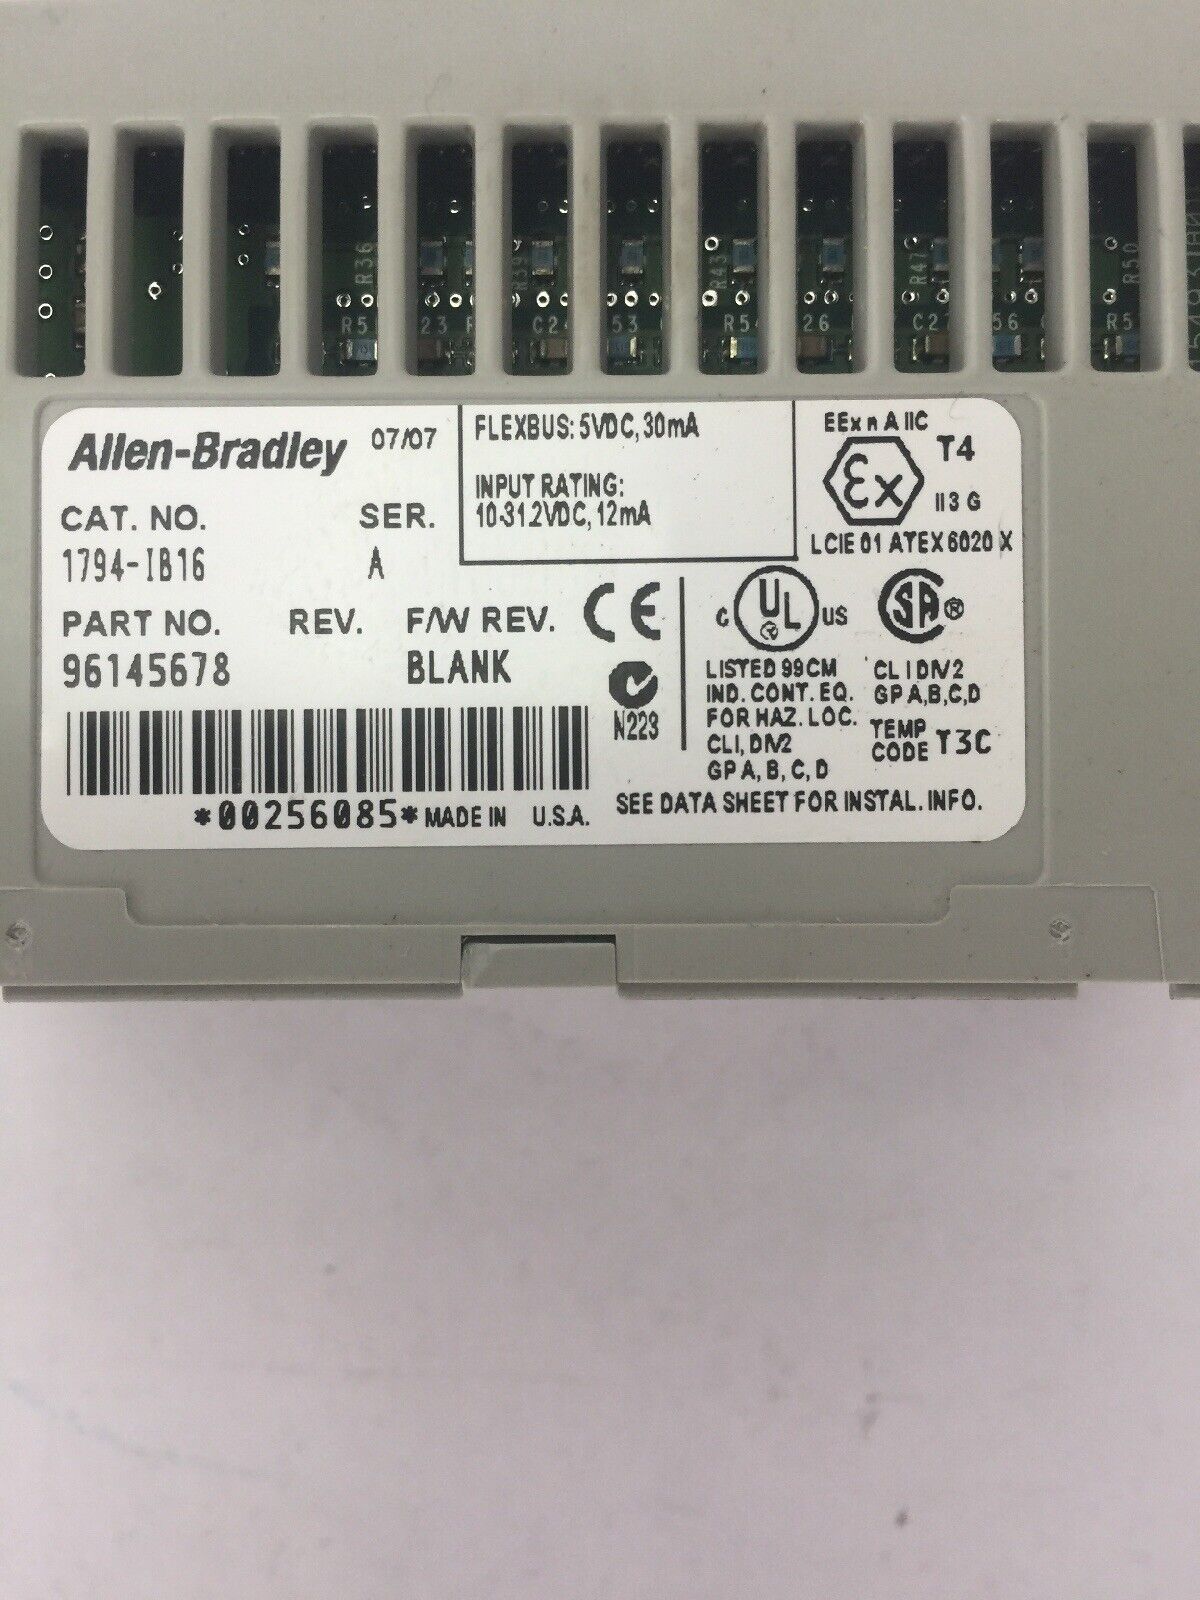 R36
R39
R43
R47
R50
R5
23
C2
53
R5
26
C2
56
R5
Allen-Bradley 07/07
CAT. NO. SER.
1794-IB16 A
PART NO. REV. F/W REV.
96145678 BLANK
*00256085* MADE IN U.S.A.
FLEXBUS: 5VDC, 30mA
INPUT RATING:
10-31.2VDC, 12mA
EEx n A IIC
Ex T4
II 3 G
LCIE 01 ATEX 6020 X
CE
N223
C UL US
R
LISTED 99CM
IND. CONT. EQ.
FOR HAZ. LOC.
CL I, DIV2
GP A, B, C, D
SA ®
CL I DIV2
GP A,B,C,D
TEMP
CODE T3C
SEE DATA SHEET FOR INSTAL. INFO.